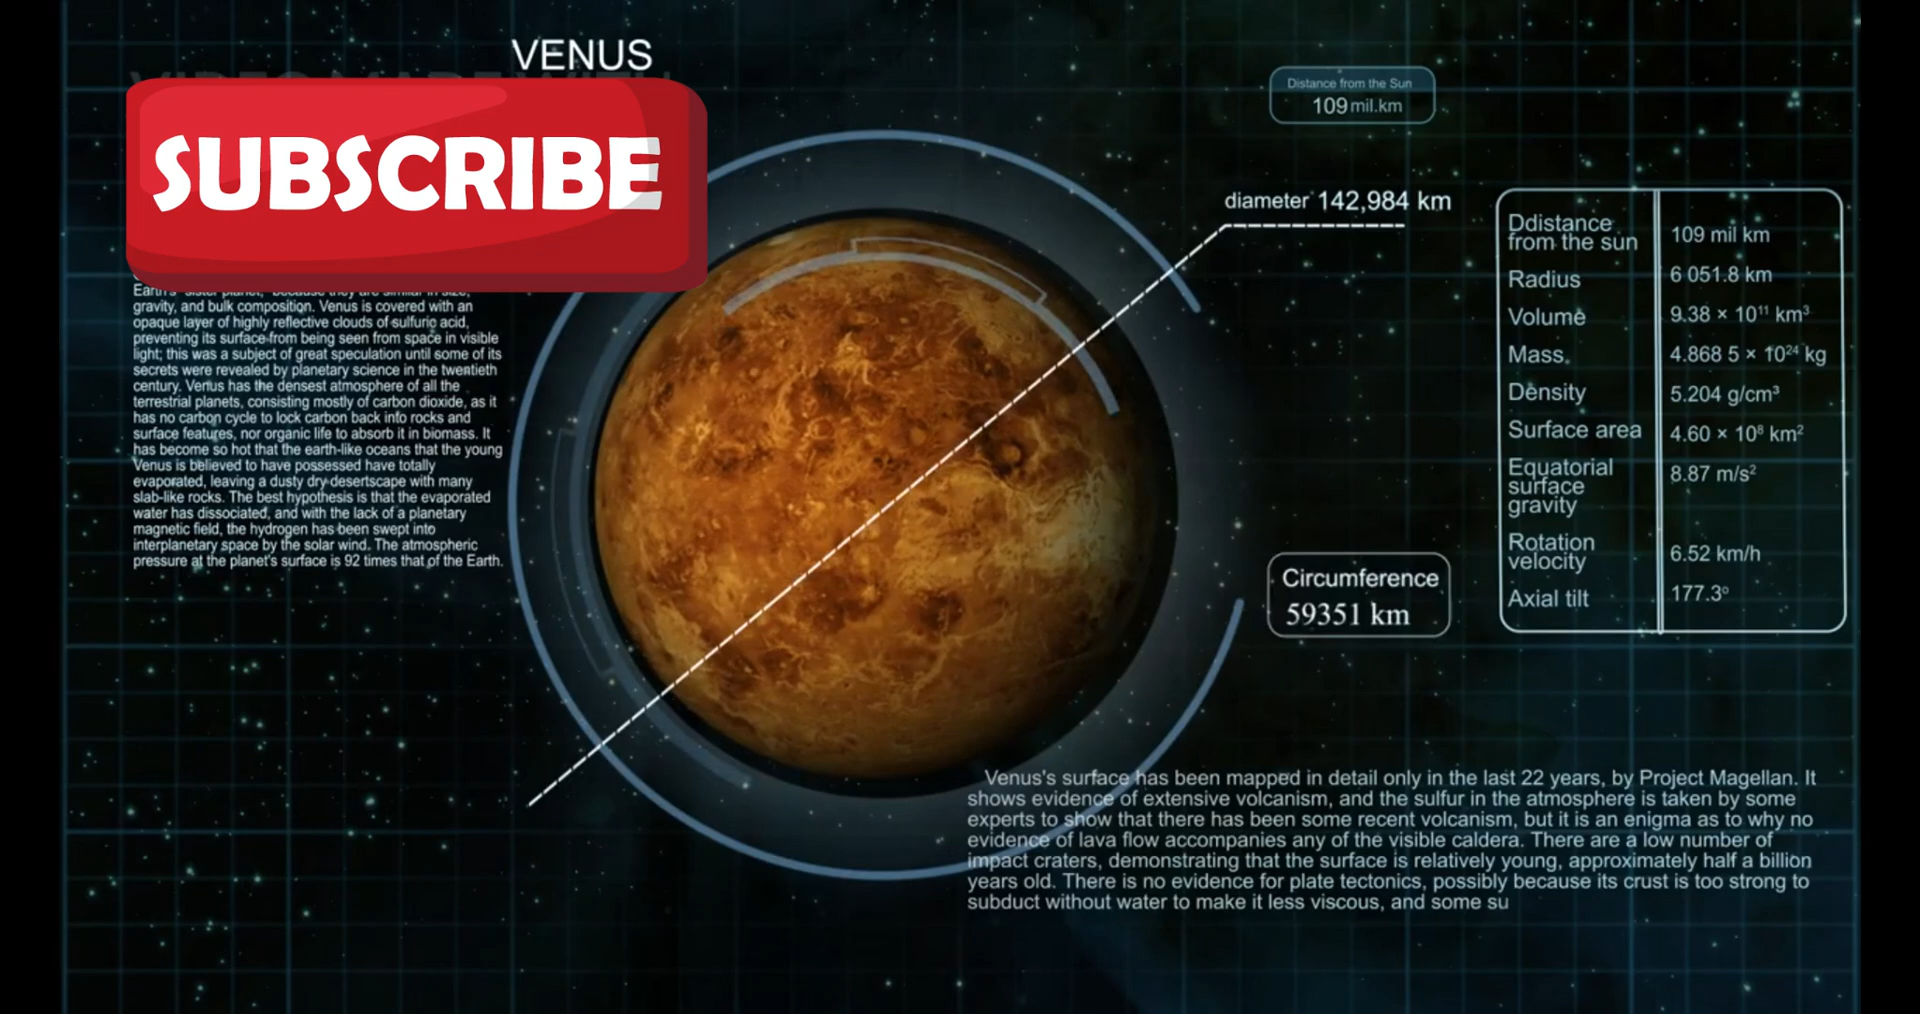 VENUS
SUBSCRIBE
Earth's "sister planet," because they are similar in size,
gravity, and bulk composition. Venus is covered with an
opaque layer of highly reflective clouds of sulfuric acid,
preventing its surface from being seen from space in visible
light; this was a subject of great speculation until some of its
secrets were revealed by planetary science in the twentieth
century. Venus has the densest atmosphere of all the
terrestrial planets, consisting mostly of carbon dioxide, as it
has no carbon cycle to lock carbon back into rocks and
surface features, nor organic life to absorb it in biomass. It
has become so hot that the earth-like oceans that the young
Venus is believed to have possessed have totally
evaporated, leaving a dusty dry desertscape with many
slab-like rocks. The best hypothesis is that the evaporated
water has dissociated, and with the lack of a planetary
magnetic field, the hydrogen has been swept into
interplanetary space by the solar wind. The atmospheric
pressure at the planet's surface is 92 times that of the Earth.
Distance from the Sun
109 mil.km
diameter 142,984 km
Ddistance
from the sun 109 mil km
Radius 6 051.8 km
Volume 9.38 × 10¹¹ km³
Mass 4.868 5 × 10²⁴ kg
Density 5.204 g/cm³
Surface area 4.60 × 10⁸ km²
Equatorial
surface
gravity 8.87 m/s²
Rotation
velocity 6.52 km/h
Axial tilt 177.3°
Circumference
59351 km
Venus's surface has been mapped in detail only in the last 22 years, by Project Magellan. It
shows evidence of extensive volcanism, and the sulfur in the atmosphere is taken by some
experts to show that there has been some recent volcanism, but it is an enigma as to why no
evidence of lava flow accompanies any of the visible caldera. There are a low number of
impact craters, demonstrating that the surface is relatively young, approximately half a billion
years old. There is no evidence for plate tectonics, possibly because its crust is too strong to
subduct without water to make it less viscous, and some su